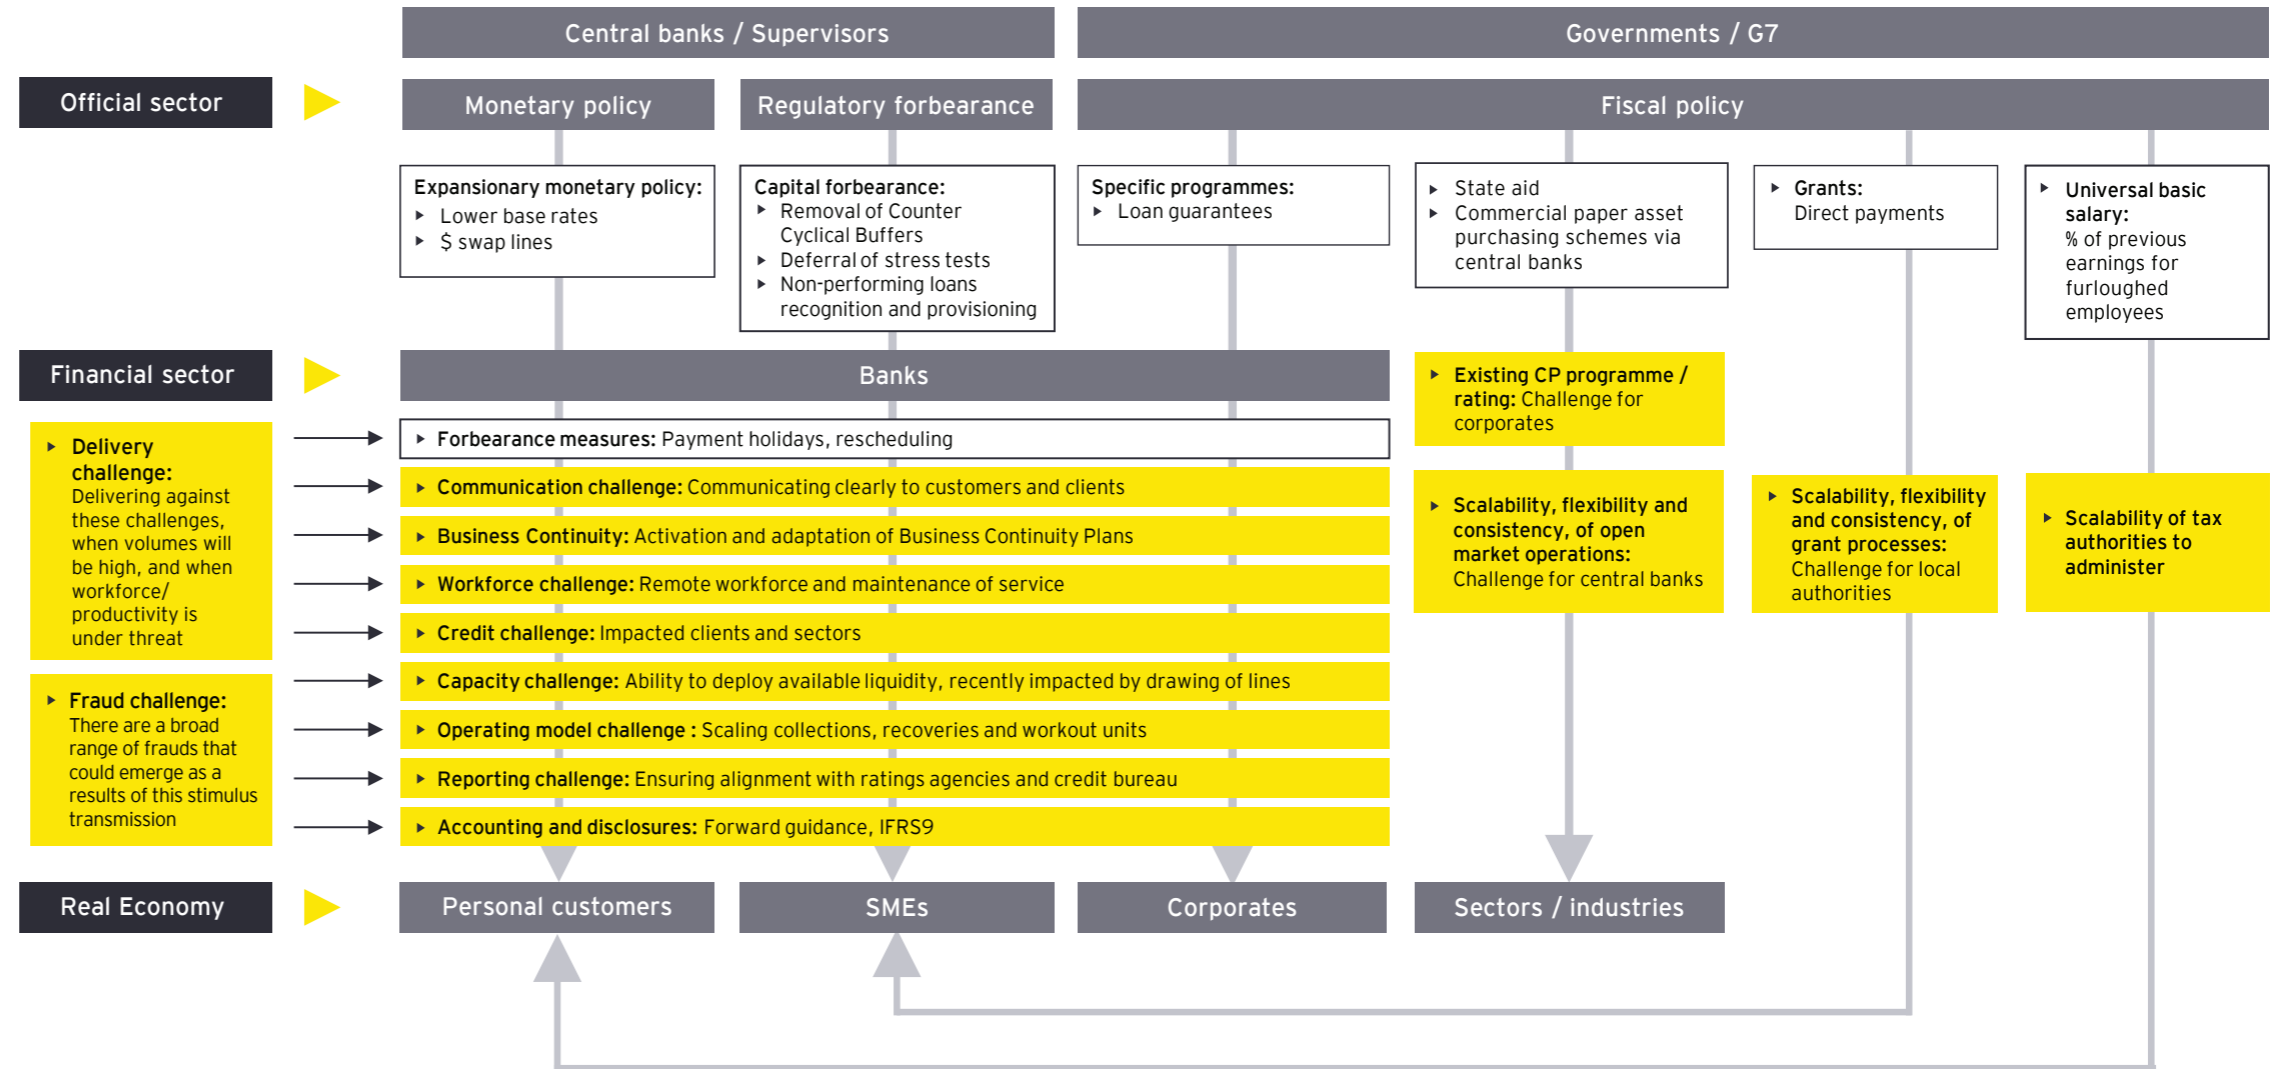 Central banks / Supervisors
Governments / G7
Official sector
Monetary policy
Regulatory forbearance
Fiscal policy
Expansionary monetary policy:
Lower base rates
$ swap lines
Capital forbearance:
Removal of Counter
Cyclical Buffers
Deferral of stress tests
Non-performing loans
recognition and provisioning
Specific programmes:
Loan guarantees
State aid
Commercial paper asset
purchasing schemes via
central banks
Grants:
Direct payments
Universal basic
salary:
% of previous
earnings for
furloughed
employees
Financial sector
Banks
Existing CP programme /
rating: Challenge for
corporates
Delivery
challenge:
Delivering against
these challenges,
when volumes will
be high, and when
workforce/
productivity is
under threat
Fraud challenge:
There are a broad
range of frauds that
could emerge as a
results of this stimulus
transmission
Forbearance measures: Payment holidays, rescheduling
Communication challenge: Communicating clearly to customers and clients
Business Continuity: Activation and adaptation of Business Continuity Plans
Workforce challenge: Remote workforce and maintenance of service
Credit challenge: Impacted clients and sectors
Capacity challenge: Ability to deploy available liquidity, recently impacted by drawing of lines
Operating model challenge : Scaling collections, recoveries and workout units
Reporting challenge: Ensuring alignment with ratings agencies and credit bureau
Accounting and disclosures: Forward guidance, IFRS9
Scalability, flexibility and
consistency, of open
market operations:
Challenge for central banks
Scalability, flexibility
and consistency, of
grant processes:
Challenge for local
authorities
Scalability of tax
authorities to
administer
Real Economy
Personal customers
SMEs
Corporates
Sectors / industries